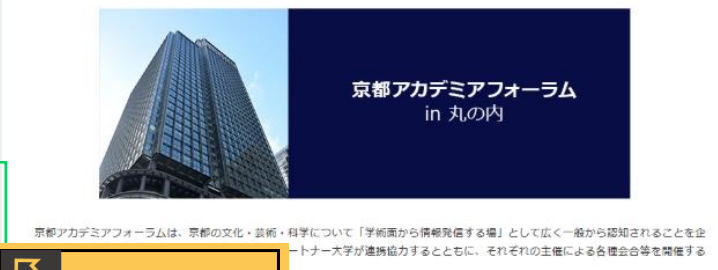 京都アカデミアフォーラム
in 丸の内
京都アカデミアフォーラムは、京都の文化・芸術・科学について「学術面から情報発信する場」として広く一般から認知されることを企
ートナー大学が連携協力するとともに、それぞれの主催による各種会合等を開催する